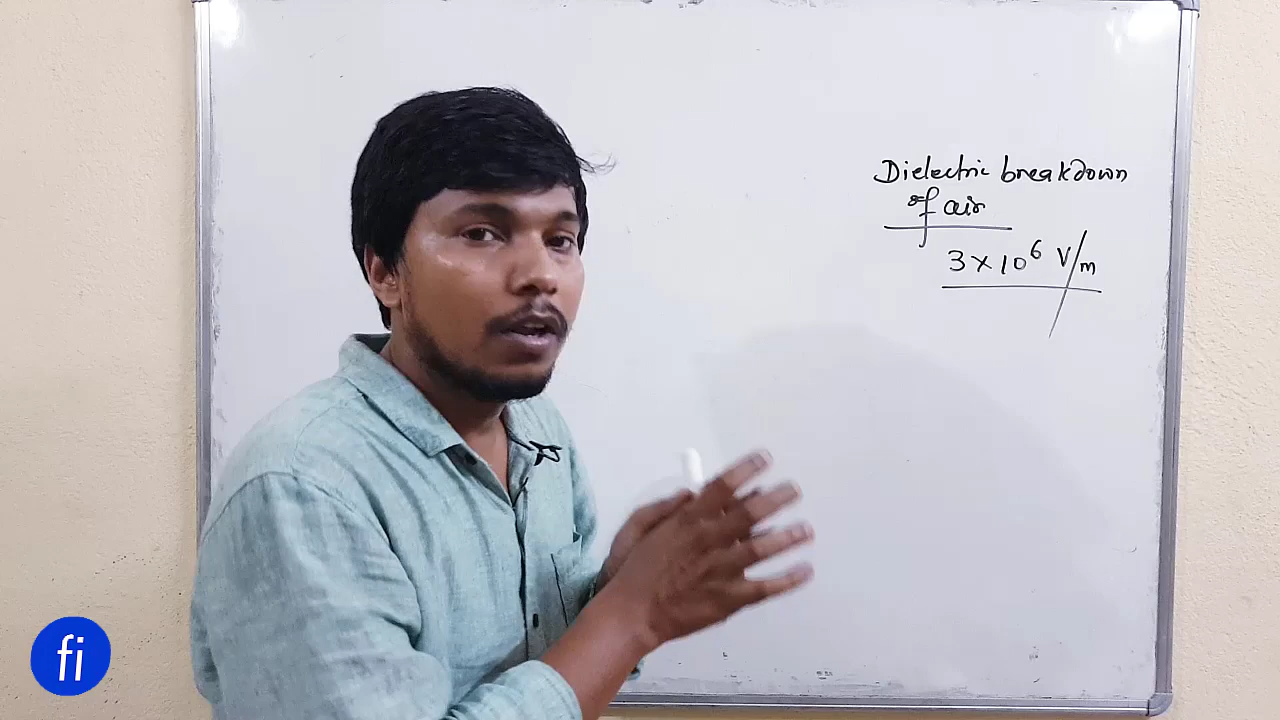 Dielectric breakdown
of air
3 × 10⁶ V/m
fi